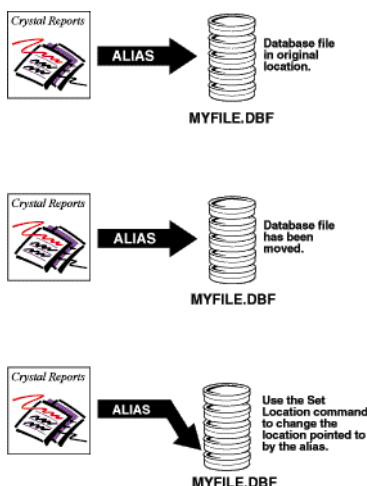 Crystal Reports
ALIAS
Database file
in original
location.
MYFILE.DBF
Crystal Reports
ALIAS
Database file
has been
moved.
MYFILE.DBF
Crystal Reports
ALIAS
Use the Set
Location command
to change the
location pointed to
by the alias.
MYFILE.DBF